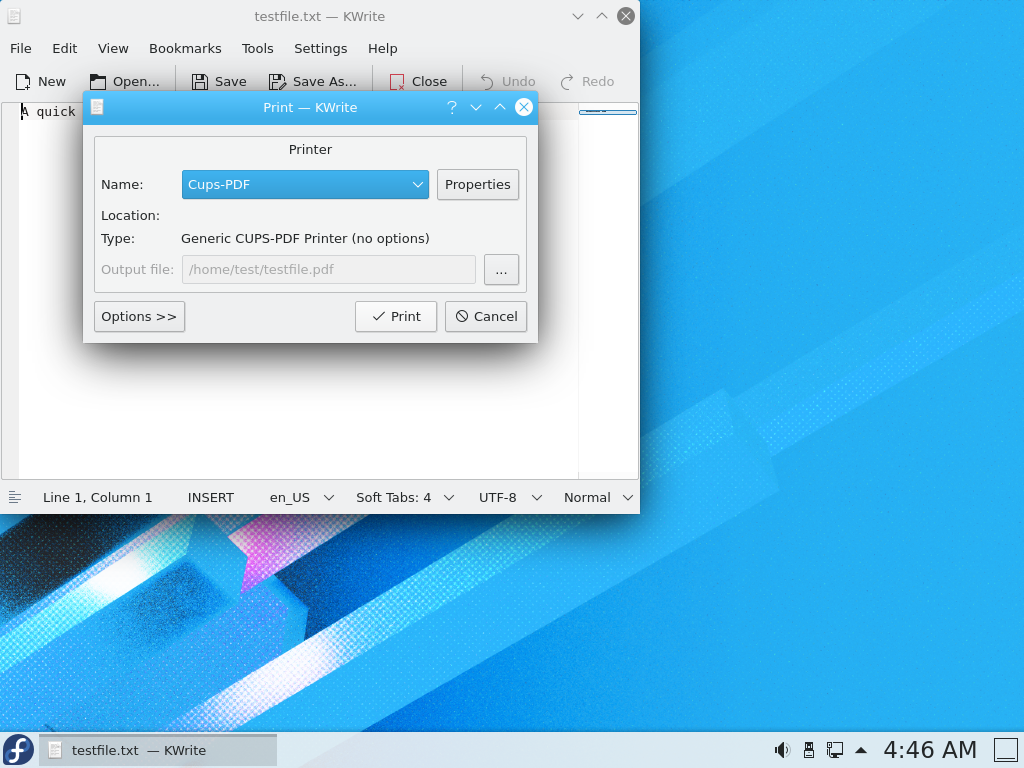 testfile.txt — KWrite
File Edit View Bookmarks Tools Settings Help
New Open... Save Save As... Close Undo Redo
A quick
Print — KWrite
Printer
Name: Cups-PDF Properties
Location:
Type: Generic CUPS-PDF Printer (no options)
Output file: /home/test/testfile.pdf ...
Options >> Print Cancel
Line 1, Column 1 INSERT en_US Soft Tabs: 4 UTF-8 Normal
testfile.txt — KWrite
4:46 AM